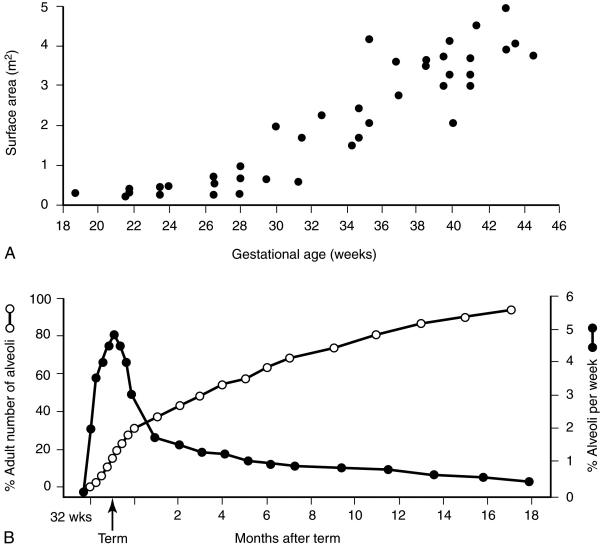 5
4
3
2
1
0
Surface area (m²)
18 20 22 24 26 28 30 32 34 36 38 40 42 44 46
Gestational age (weeks)
A
100
80
60
40
20
0
% Adult number of alveoli
6
5
4
3
2
1
0
% Alveoli per week
32 wks 2 4 6 8 10 12 14 16 18
Term Months after term
B